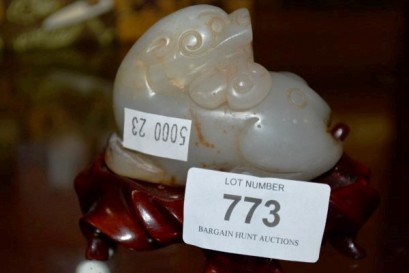 5000 23
LOT NUMBER
773
BARGAIN HUNT AUCTIONS